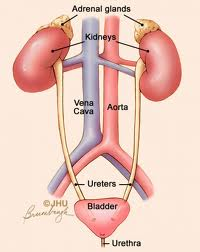 Adrenal glands
Kidneys
Vena
Cava
Aorta
Ureters
Bladder
©JHU
Urethra